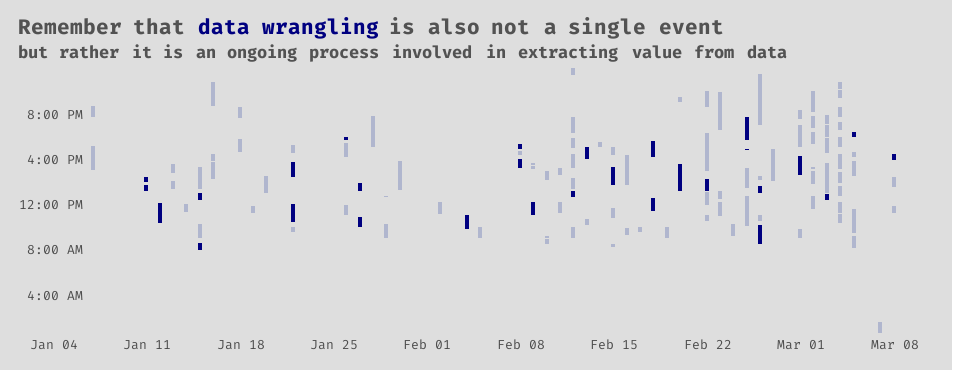 Remember that data wrangling is also not a single event
but rather it is an ongoing process involved in extracting value from data
8:00 PM
4:00 PM
12:00 PM
8:00 AM
4:00 AM
Jan 04 Jan 11 Jan 18 Jan 25 Feb 01 Feb 08 Feb 15 Feb 22 Mar 01 Mar 08